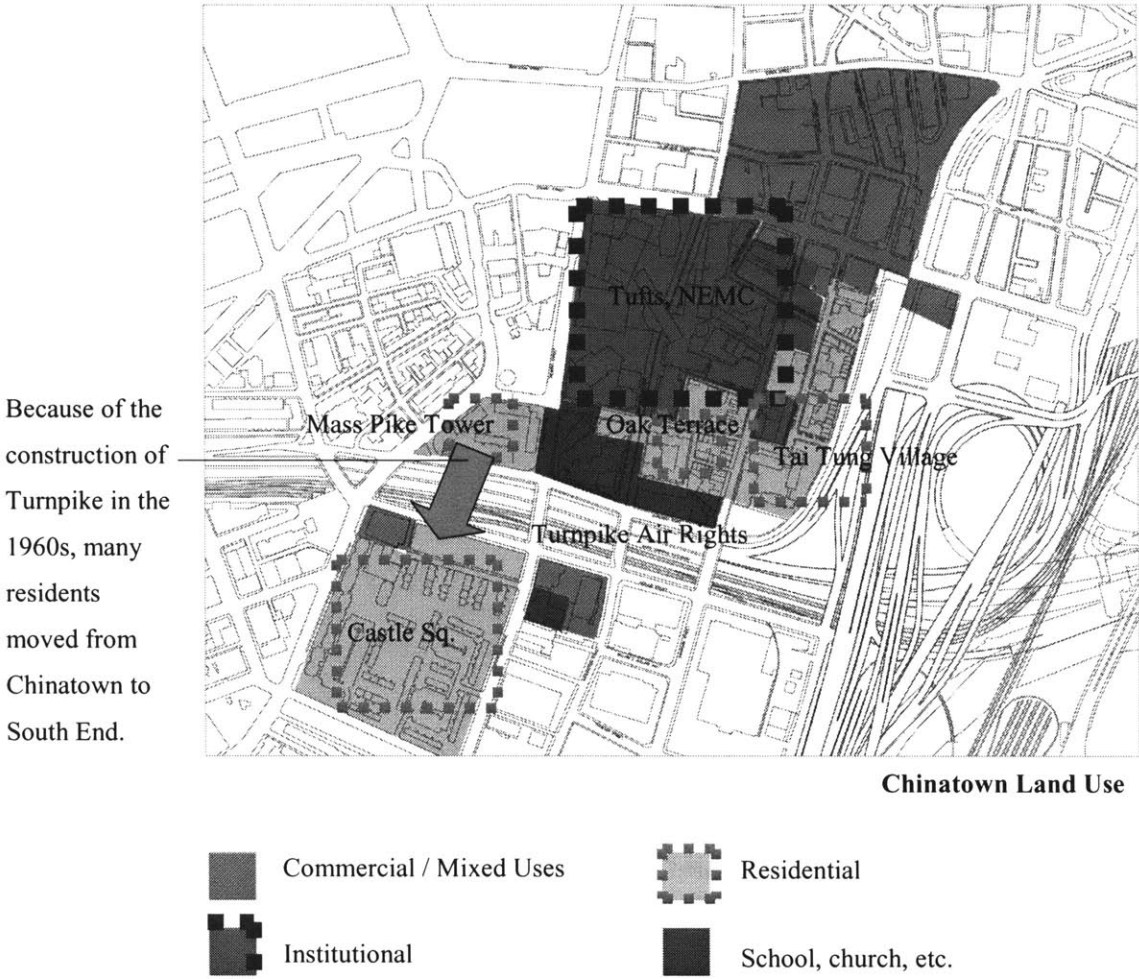 Tufts, NEMC
Mass Pike Tower
Oak Terrace
Tai Tung Village
Turnpike Air Rights
Castle Sq.
Because of the
construction of
Turnpike in the
1960s, many
residents
moved from
Chinatown to
South End.
Chinatown Land Use
Commercial / Mixed Uses
Residential
Institutional
School, church, etc.